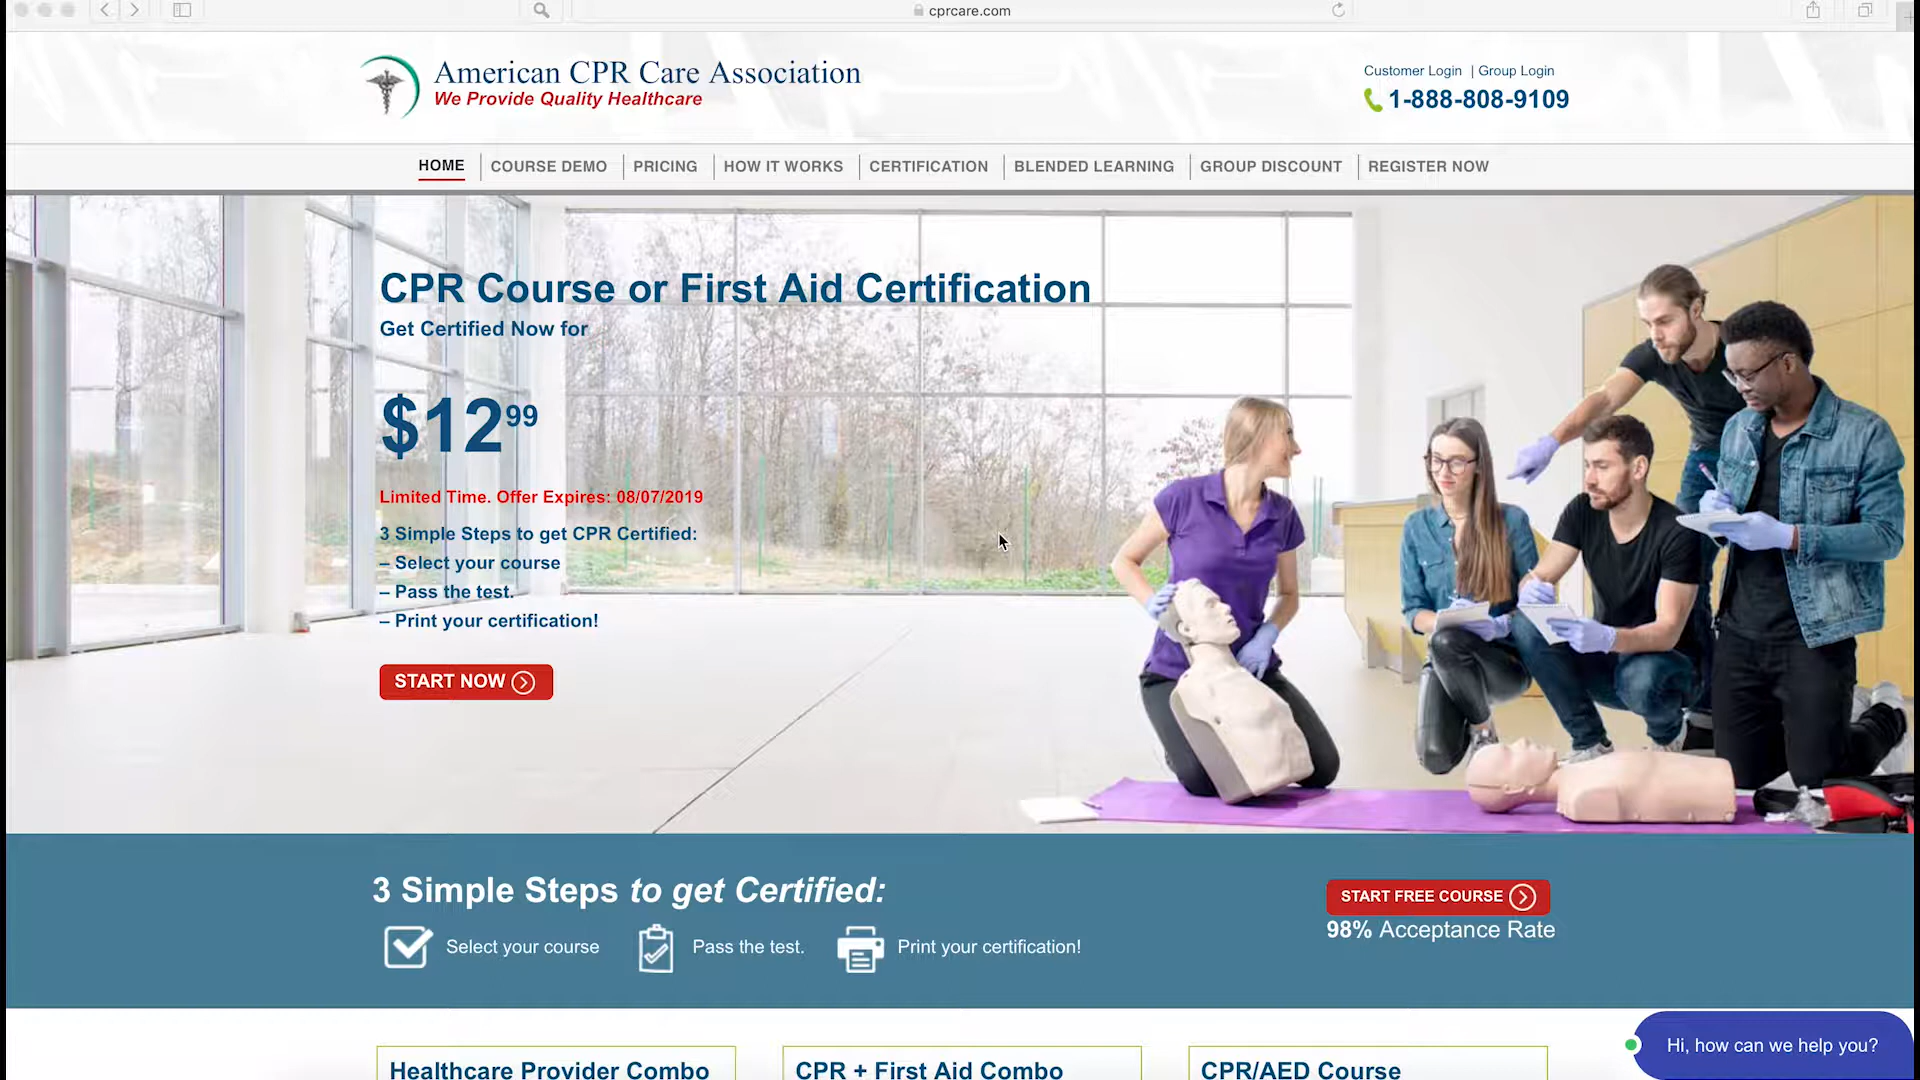 cprcare.com
American CPR Care Association
We Provide Quality Healthcare
Customer Login | Group Login
1-888-808-9109
HOME
COURSE DEMO
PRICING
HOW IT WORKS
CERTIFICATION
BLENDED LEARNING
GROUP DISCOUNT
REGISTER NOW
CPR Course or First Aid Certification
Get Certified Now for
$12 99
Limited Time. Offer Expires: 08/07/2019
3 Simple Steps to get CPR Certified:
– Select your course
– Pass the test.
– Print your certification!
START NOW
3 Simple Steps to get Certified:
Select your course
Pass the test.
Print your certification!
START FREE COURSE
98% Acceptance Rate
Hi, how can we help you?
Healthcare Provider Combo
CPR + First Aid Combo
CPR/AED Course